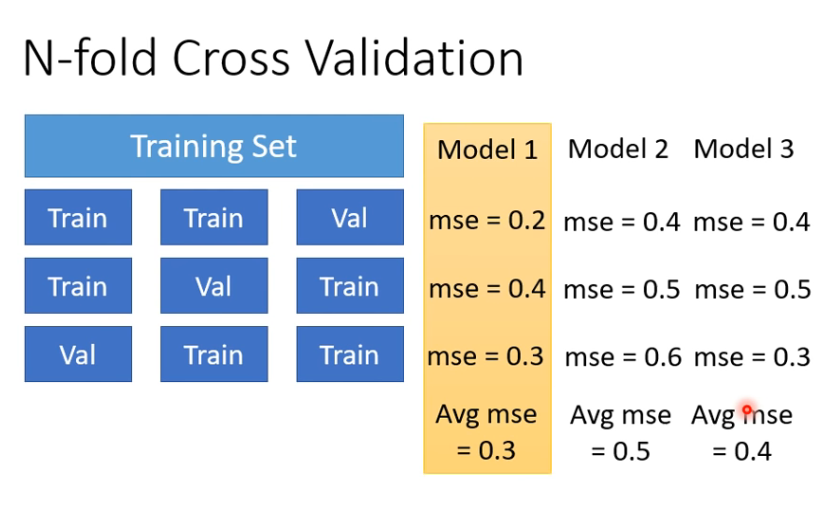 N-fold Cross Validation
Training Set
Model 1 Model 2 Model 3
Train Train Val mse = 0.2 mse = 0.4 mse = 0.4
Train Val Train mse = 0.4 mse = 0.5 mse = 0.5
Val Train Train mse = 0.3 mse = 0.6 mse = 0.3
Avg mse Avg mse Avg mse
= 0.3 = 0.5 = 0.4